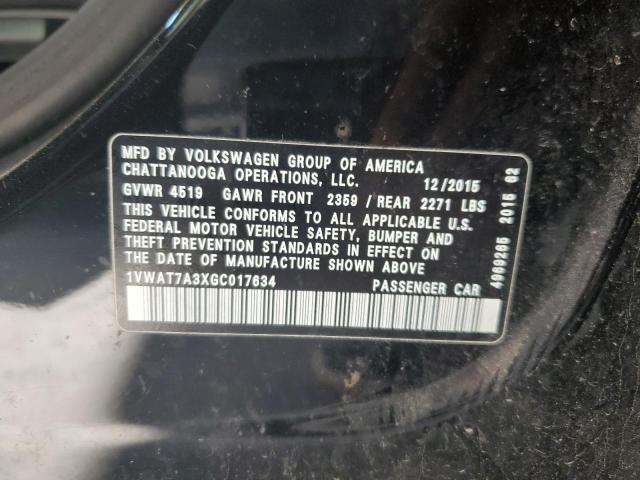 MFD BY VOLKSWAGEN GROUP OF AMERICA
CHATTANOOGA OPERATIONS, LLC. 12/2015
GVWR 4519 GAWR FRONT 2359 / REAR 2271 LBS
THIS VEHICLE CONFORMS TO ALL APPLICABLE U.S.
FEDERAL MOTOR VEHICLE SAFETY, BUMPER AND
THEFT PREVENTION STANDARDS IN EFFECT ON
THE DATE OF MANUFACTURE SHOWN ABOVE
1VWAT7A3XGC017634 PASSENGER CAR
4969265 2015 62